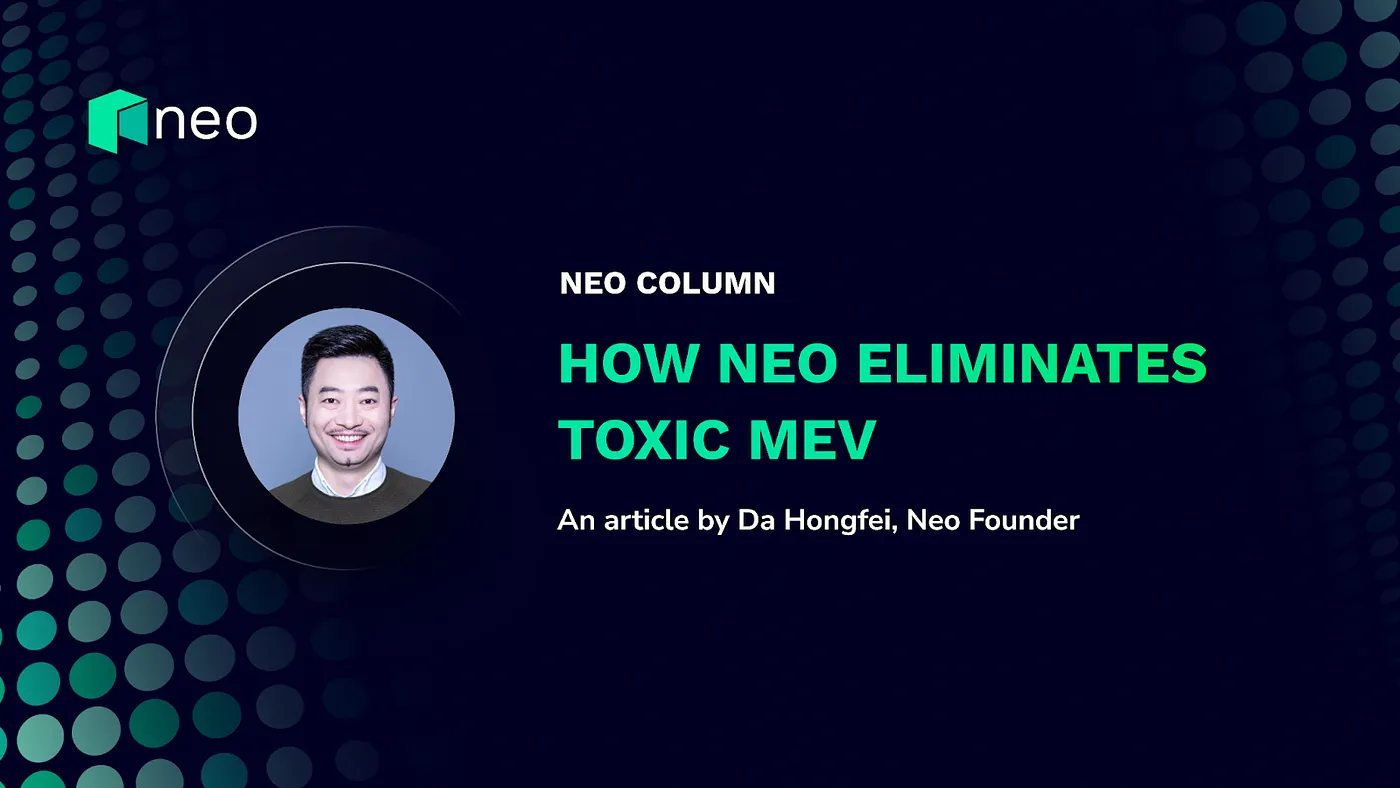 neo
NEO COLUMN
HOW NEO ELIMINATES
TOXIC MEV
An article by Da Hongfei, Neo Founder